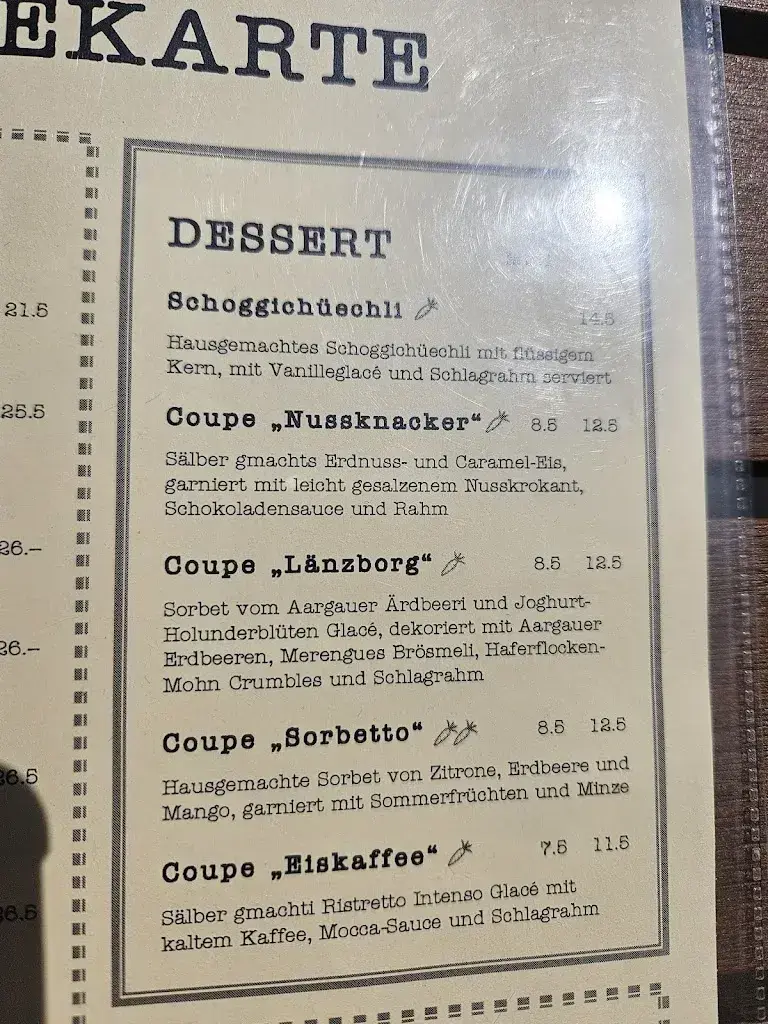 EKARTE
21.5
25.5
26.–
26.–
26.5
DESSERT
Schoggichüechli 14.5
Hausgemachtes Schoggichüechli mit flüssigem
Kern, mit Vanilleglacé und Schlagrahm serviert
Coupe „Nussknacker“ 8.5 12.5
Sälber gmachts Erdnuss- und Caramel-Eis,
garniert mit leicht gesalzenem Nusskrokant,
Schokoladensauce und Rahm
Coupe „Länzborg“ 8.5 12.5
Sorbet vom Aargauer Ärdbeeri und Joghurt-
Holunderblüten Glacé, dekoriert mit Aargauer
Erdbeeren, Merengues Brösmeli, Haferflocken-
Mohn Crumbles und Schlagrahm
Coupe „Sorbetto“ 8.5 12.5
Hausgemachte Sorbet von Zitrone, Erdbeere und
Mango, garniert mit Sommerfrüchten und Minze
Coupe „Eiskaffee“ 7.5 11.5
Sälber gmachti Ristretto Intenso Glacé mit
kaltem Kaffee, Mocca-Sauce und Schlagrahm